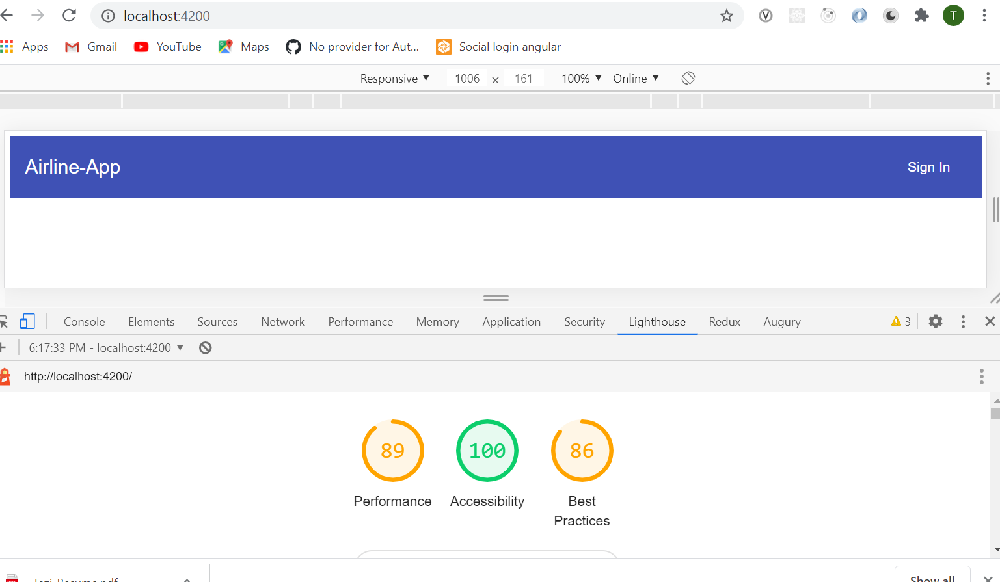 localhost:4200
T
Apps Gmail YouTube Maps No provider for Aut... Social login angular
Responsive 1006 × 161 100% Online
Airline-App Sign In
Console Elements Sources Network Performance Memory Application Security Lighthouse Redux Augury 3
6:17:33 PM - localhost:4200
http://localhost:4200/
89 100 86
Performance Accessibility Best
Practices
Show all